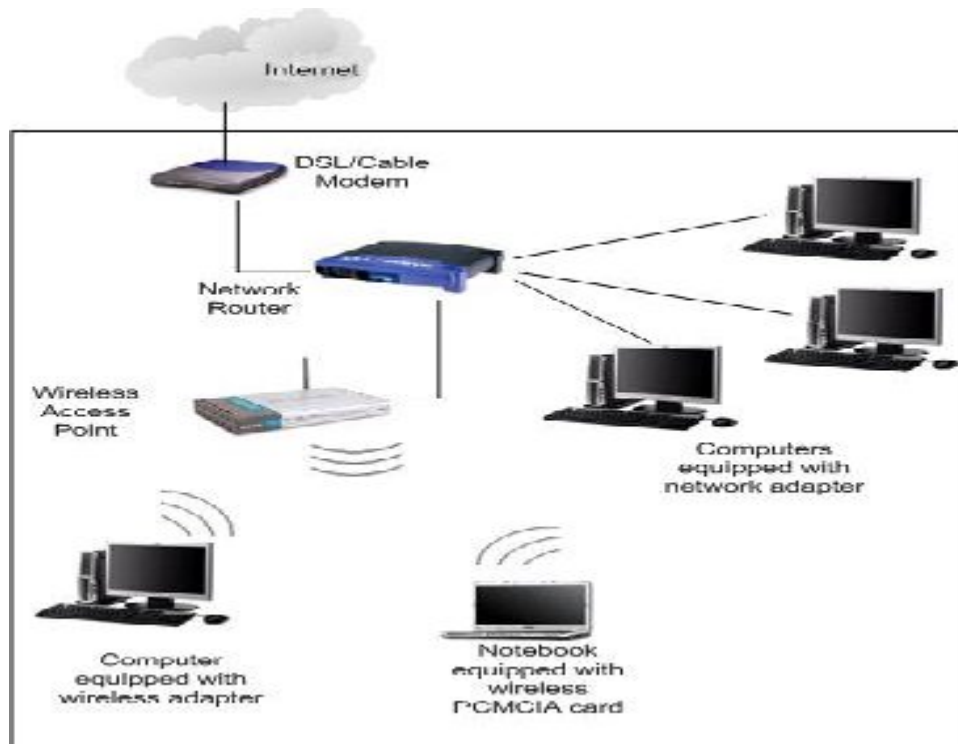 Internet
DSL/Cable
Modem
Network
Router
Wireless
Access
Point
Computers
equipped with
network adapter
Computer
equipped with
wireless adapter
Notebook
equipped with
wireless
PCMCIA card